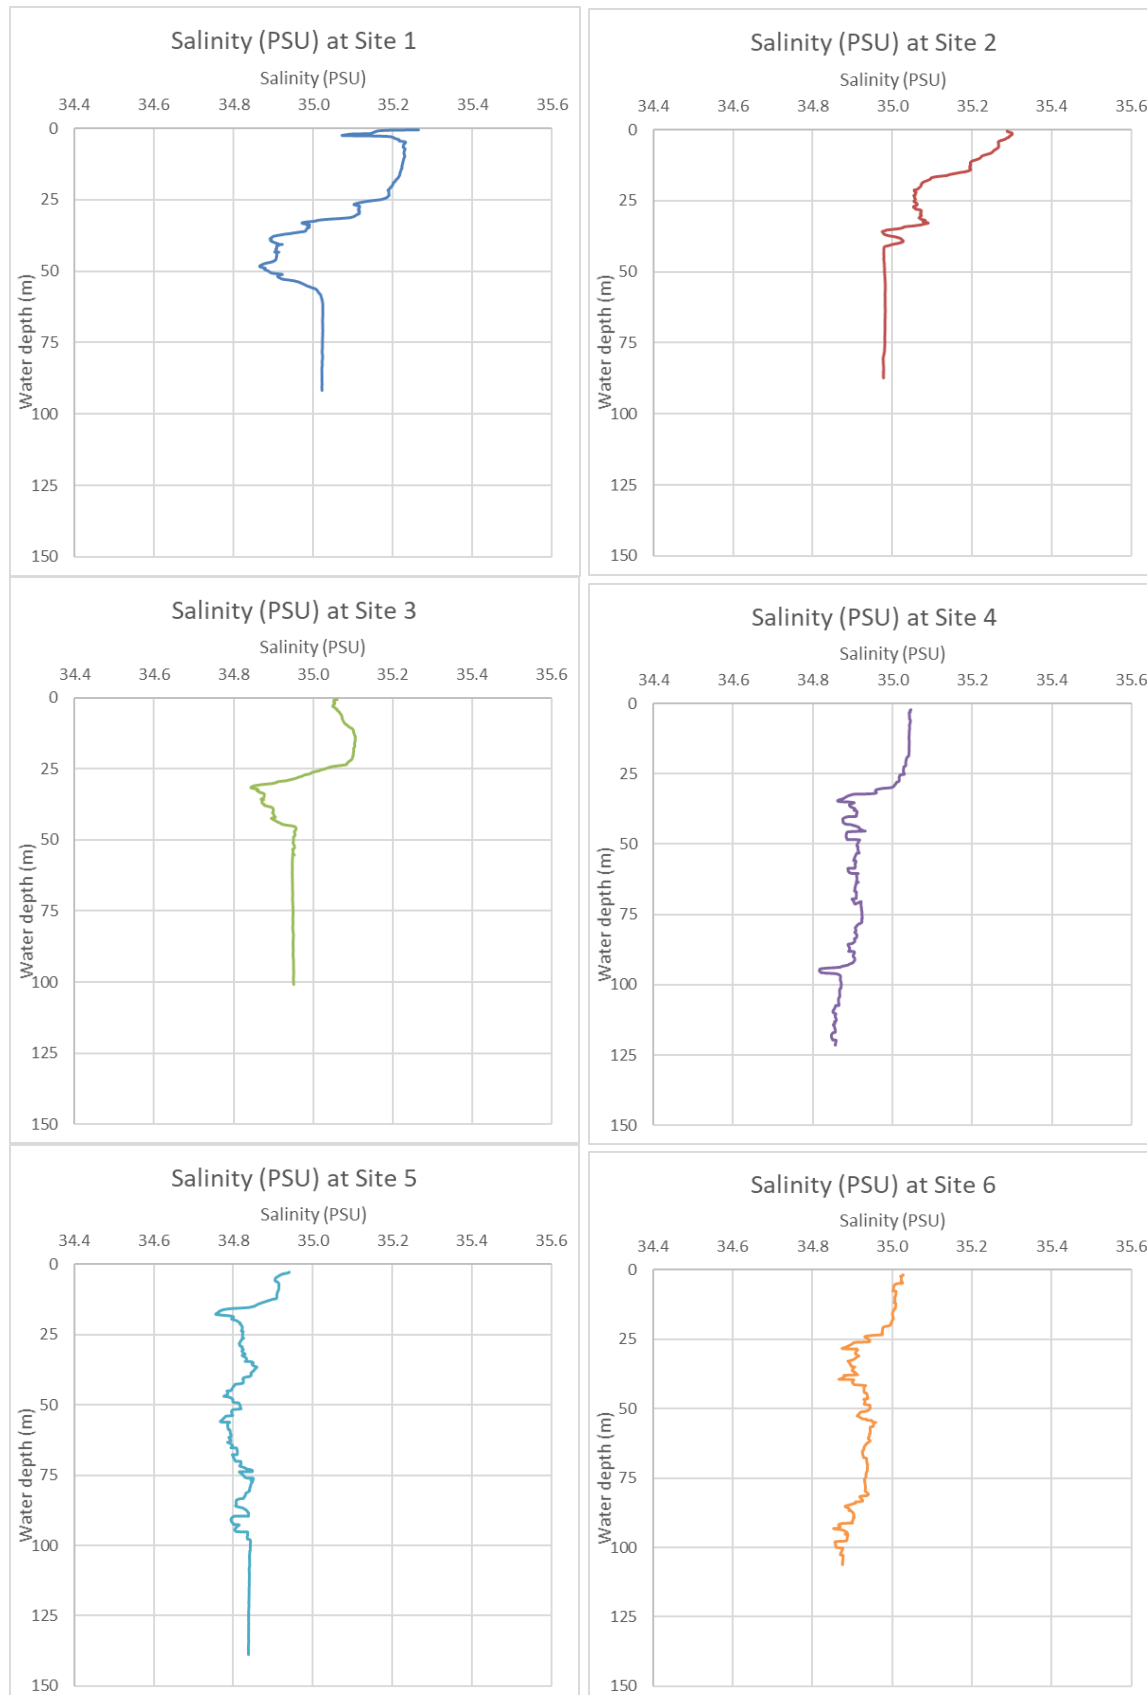 Salinity (PSU) at Site 1
Salinity (PSU)
34.4 34.6 34.8 35.0 35.2 35.4 35.6
0
25
50
75
100
125
150
Water depth (m)
Salinity (PSU) at Site 2
Salinity (PSU)
34.4 34.6 34.8 35.0 35.2 35.4 35.6
0
25
50
75
100
125
150
Water depth (m)
Salinity (PSU) at Site 3
Salinity (PSU)
34.4 34.6 34.8 35.0 35.2 35.4 35.6
0
25
50
75
100
125
150
Water depth (m)
Salinity (PSU) at Site 4
Salinity (PSU)
34.4 34.6 34.8 35.0 35.2 35.4 35.6
0
25
50
75
100
125
150
Water depth (m)
Salinity (PSU) at Site 5
Salinity (PSU)
34.4 34.6 34.8 35.0 35.2 35.4 35.6
0
25
50
75
100
125
150
Water depth (m)
Salinity (PSU) at Site 6
Salinity (PSU)
34.4 34.6 34.8 35.0 35.2 35.4 35.6
0
25
50
75
100
125
150
Water depth (m)